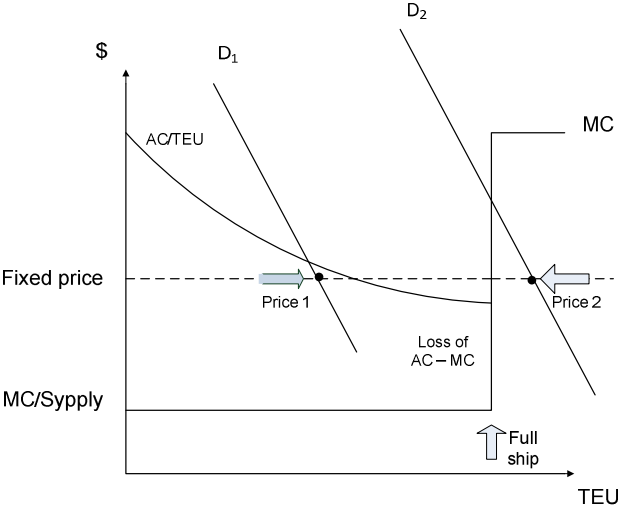 D2
D1
$
MC
AC/TEU
Fixed price
Price 1
Price 2
Loss of
AC – MC
MC/Sypply
Full
ship
TEU